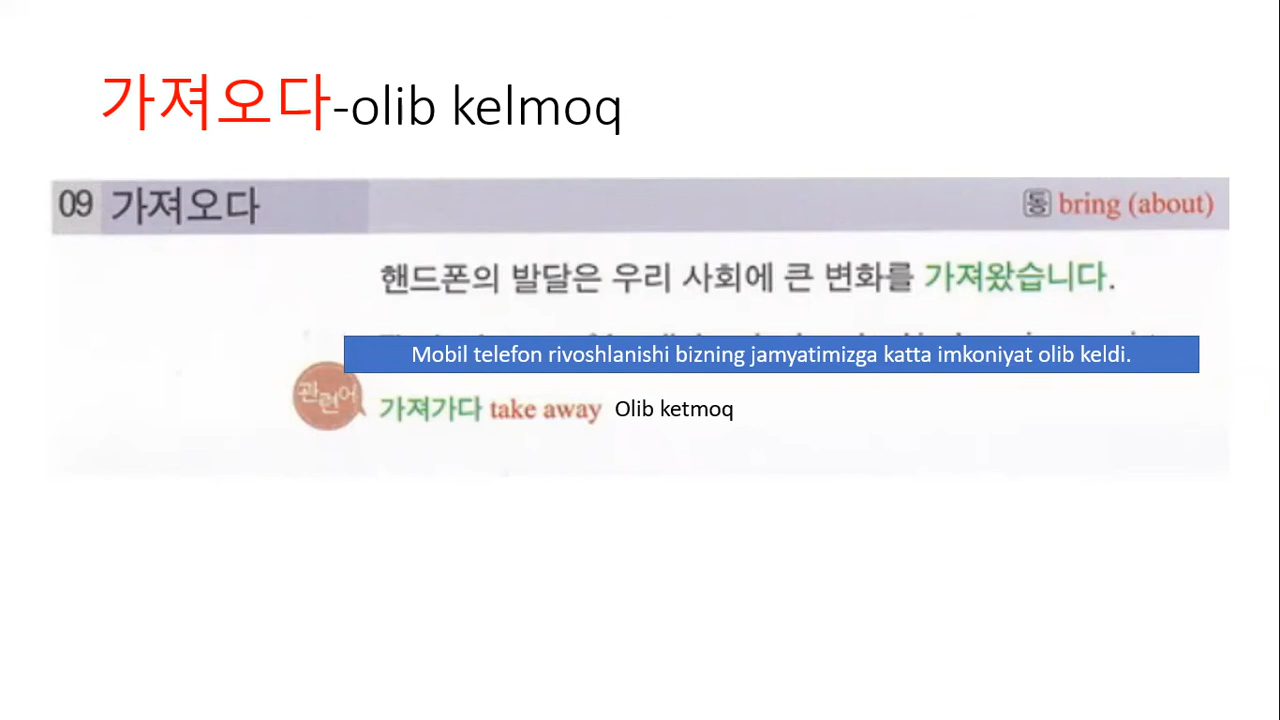 가져오다-olib kelmoq
09 가져오다 동 bring (about)
핸드폰의 발달은 우리 사회에 큰 변화를 가져왔습니다.
Mobil telefon rivoshlanishi bizning jamyatimizga katta imkoniyat olib keldi.
관련어 가져가다 take away Olib ketmoq